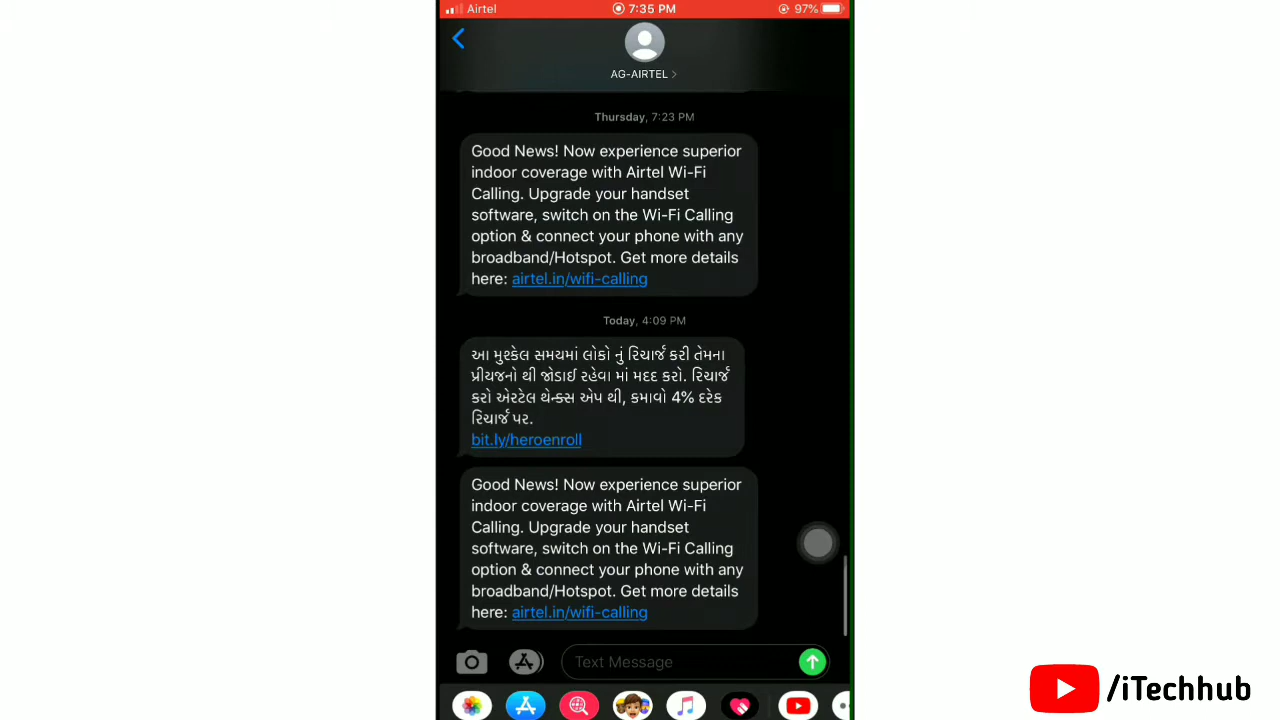 Airtel
7:35 PM
97%
AG-AIRTEL
Thursday, 7:23 PM
Good News! Now experience superior
indoor coverage with Airtel Wi-Fi
Calling. Upgrade your handset
software, switch on the Wi-Fi Calling
option & connect your phone with any
broadband/Hotspot. Get more details
here: airtel.in/wifi-calling
Today, 4:09 PM
આ મુશ્કેલ સમયમાં લોકો નું રિચાર્જ કરી તેમના
પ્રીયજનો થી જોડાઈ રહેવા માં મદદ કરો. રિચાર્જ
કરો એરટેલ થેન્ક્સ એપ થી, કમાવો 4% દરેક
રિચાર્જ પર.
bit.ly/heroenroll
Good News! Now experience superior
indoor coverage with Airtel Wi-Fi
Calling. Upgrade your handset
software, switch on the Wi-Fi Calling
option & connect your phone with any
broadband/Hotspot. Get more details
here: airtel.in/wifi-calling
Text Message
/iTechhub